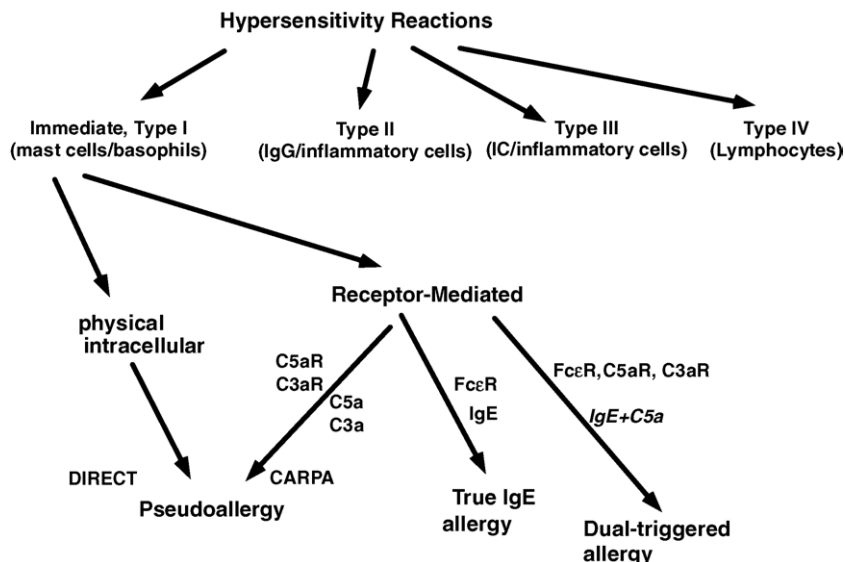 Hypersensitivity Reactions
Immediate, Type I
(mast cells/basophils)
Type II
(IgG/inflammatory cells)
Type III
(IC/inflammatory cells)
Type IV
(Lymphocytes)
Receptor-Mediated
physical
intracellular
C5aR
C3aR
C5a
C3a
FcεR
IgE
FcεR, C5aR, C3aR
IgE+C5a
DIRECT
CARPA
Pseudoallergy
True IgE
allergy
Dual-triggered
allergy